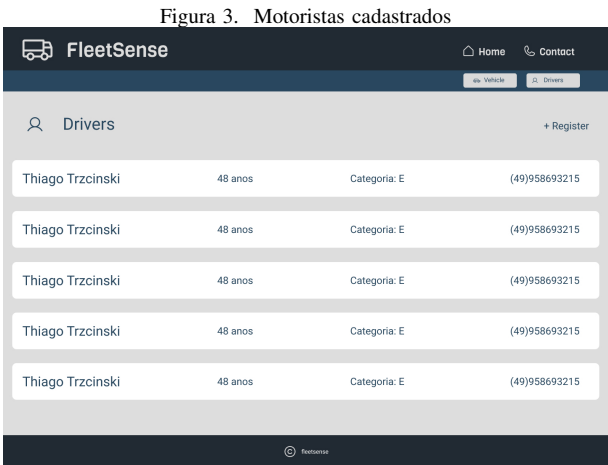 Figura 3. Motoristas cadastrados
FleetSense
Home Contact
Vehicle Drivers
Drivers + Register
Thiago Trzcinski 48 anos Categoria: E (49)958693215
Thiago Trzcinski 48 anos Categoria: E (49)958693215
Thiago Trzcinski 48 anos Categoria: E (49)958693215
Thiago Trzcinski 48 anos Categoria: E (49)958693215
Thiago Trzcinski 48 anos Categoria: E (49)958693215
© fleetsense